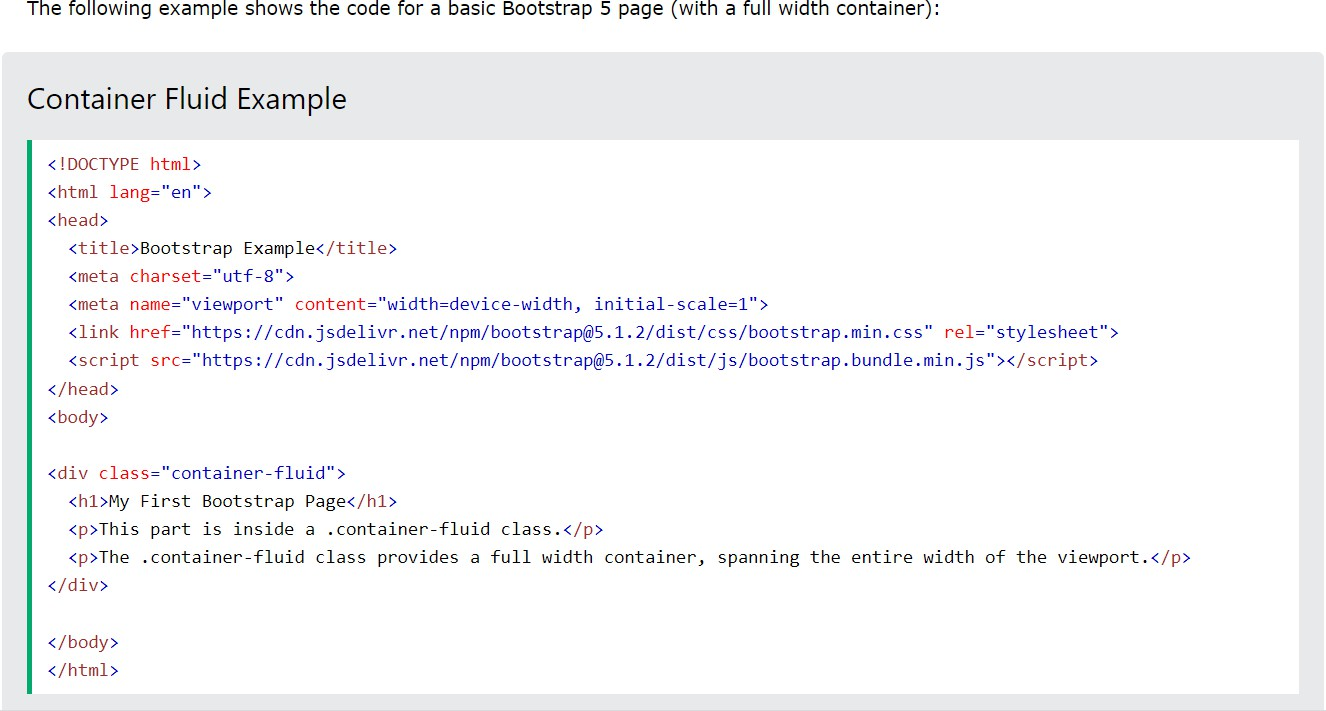 The following example shows the code for a basic Bootstrap 5 page (with a full width container):
Container Fluid Example
<!DOCTYPE html>
<html lang="en">
<head>
  <title>Bootstrap Example</title>
  <meta charset="utf-8">
  <meta name="viewport" content="width=device-width, initial-scale=1">
  <link href="https://cdn.jsdelivr.net/npm/bootstrap@5.1.2/dist/css/bootstrap.min.css" rel="stylesheet">
  <script src="https://cdn.jsdelivr.net/npm/bootstrap@5.1.2/dist/js/bootstrap.bundle.min.js"></script>
</head>
<body>

<div class="container-fluid">
  <h1>My First Bootstrap Page</h1>
  <p>This part is inside a .container-fluid class.</p>
  <p>The .container-fluid class provides a full width container, spanning the entire width of the viewport.</p>
</div>

</body>
</html>